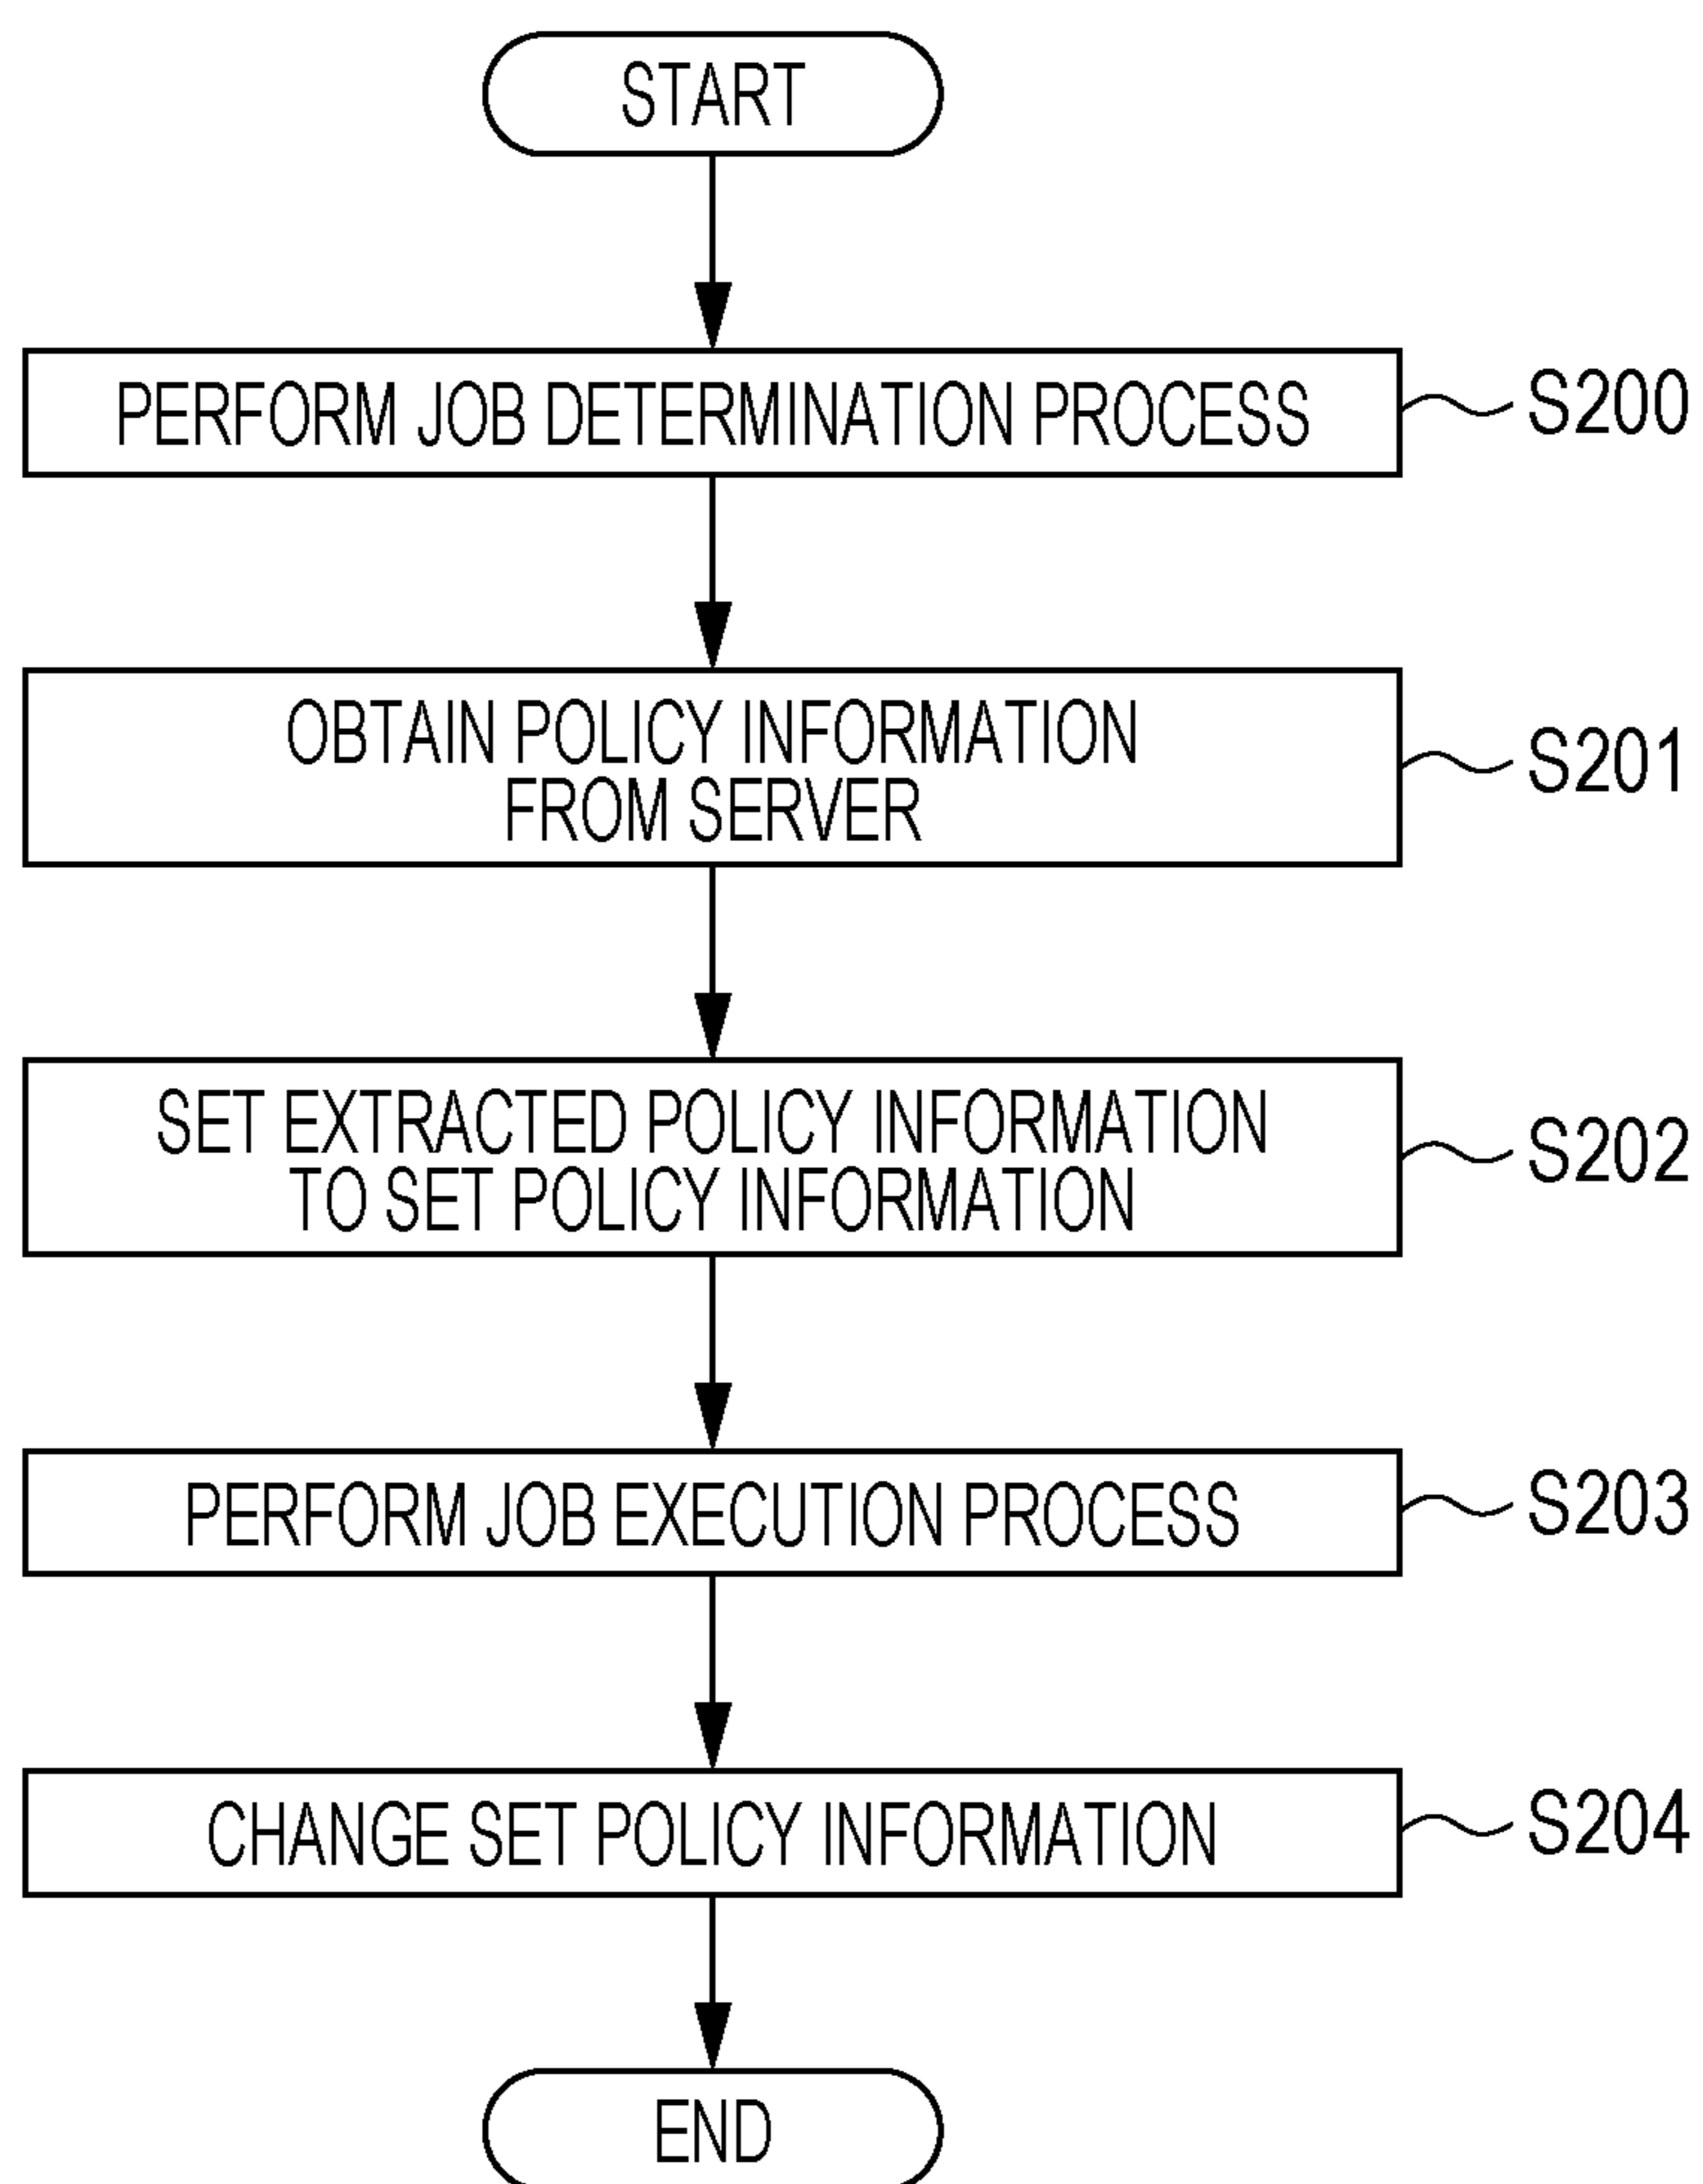 START
PERFORM JOB DETERMINATION PROCESS
S200
OBTAIN POLICY INFORMATION
FROM SERVER
S201
SET EXTRACTED POLICY INFORMATION
TO SET POLICY INFORMATION
S202
PERFORM JOB EXECUTION PROCESS
S203
CHANGE SET POLICY INFORMATION
S204
END